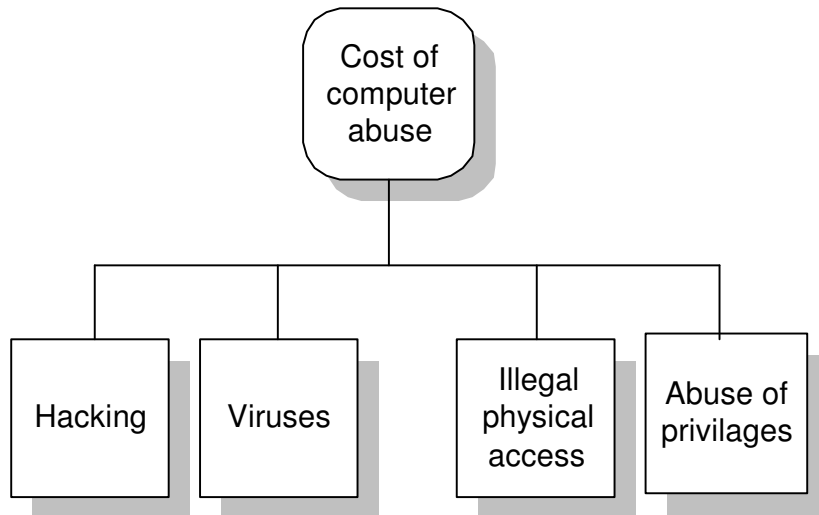 Cost of
computer
abuse
Hacking
Viruses
Illegal
physical
access
Abuse of
privilages